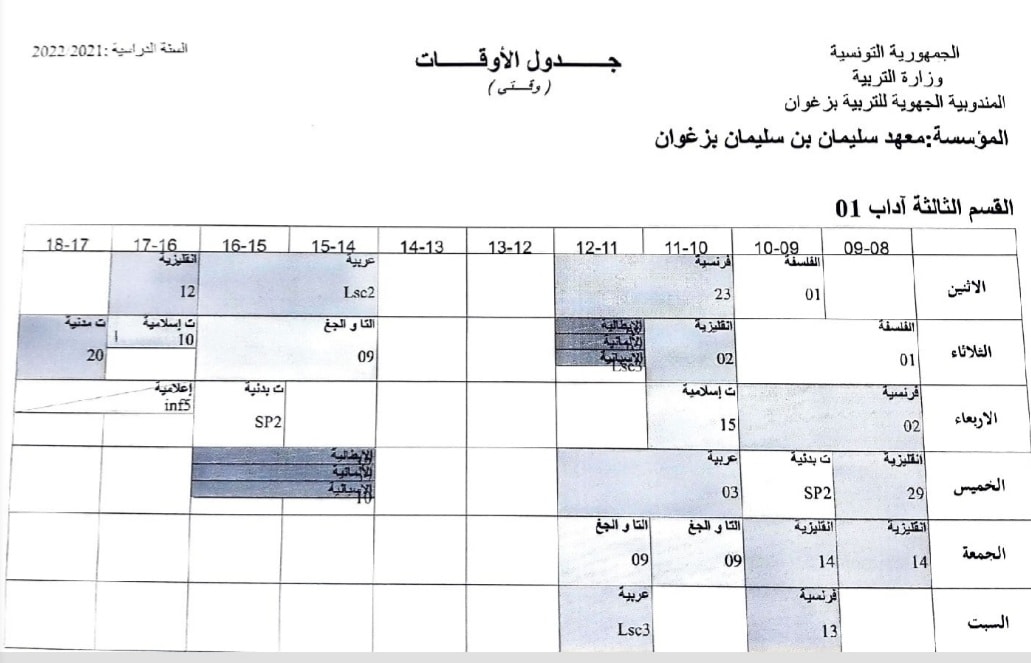 الجمهورية التونسية
وزارة التربية
المندوبية الجهوية للتربية بزغوان
المؤسسة:معهد سليمان بن سليمان بزغوان
جـــدول الأوقـــات
(وقـتي)
السنة الدراسية :2022/2021
القسم الثالثة آداب 01
09-08 10-09 11-10 12-11 13-12 14-13 15-14 16-15 17-16 18-17
الاثنين
الفلسفة فرنسية عربية انقليزية
01 23 Lsc2 12
الثلاثاء
الفلسفة انقليزية الإيطالية التا و الجغ ت إسلامية ت مدنية
الألمانية
الإسبانية
01 02 Lsc3 09 10 20
الاربعاء
فرنسية ت إسلامية ت بدنية إعلامية
02 15 SP2 inf5
الخميس
انقليزية ت بدنية عربية الإيطالية
الألمانية
الإسبانية
29 SP2 03 10
الجمعة
انقليزية انقليزية التا و الجغ التا و الجغ
14 14 09 09
السبت
فرنسية عربية
13 Lsc3